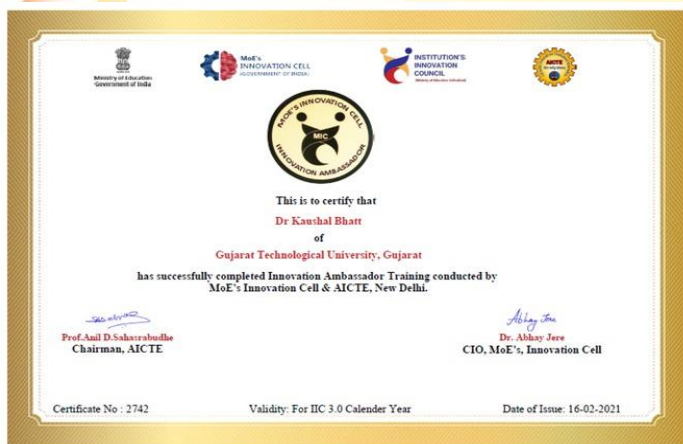 Ministry of Education
Government of India
MoE's
INNOVATION CELL
(GOVERNMENT OF INDIA)
INSTITUTION'S
INNOVATION
COUNCIL
AICTE
MOE'S INNOVATION CELL
MIC
INNOVATION AMBASSADOR
This is to certify that
Dr Kaushal Bhatt
of
Gujarat Technological University, Gujarat
has successfully completed Innovation Ambassador Training conducted by
MoE's Innovation Cell & AICTE, New Delhi.
Abhay Jere
Prof.Anil D.Sahasrabudhe
Chairman, AICTE
Dr. Abhay Jere
CIO, MoE's, Innovation Cell
Certificate No : 2742
Validity: For IIC 3.0 Calender Year
Date of Issue: 16-02-2021